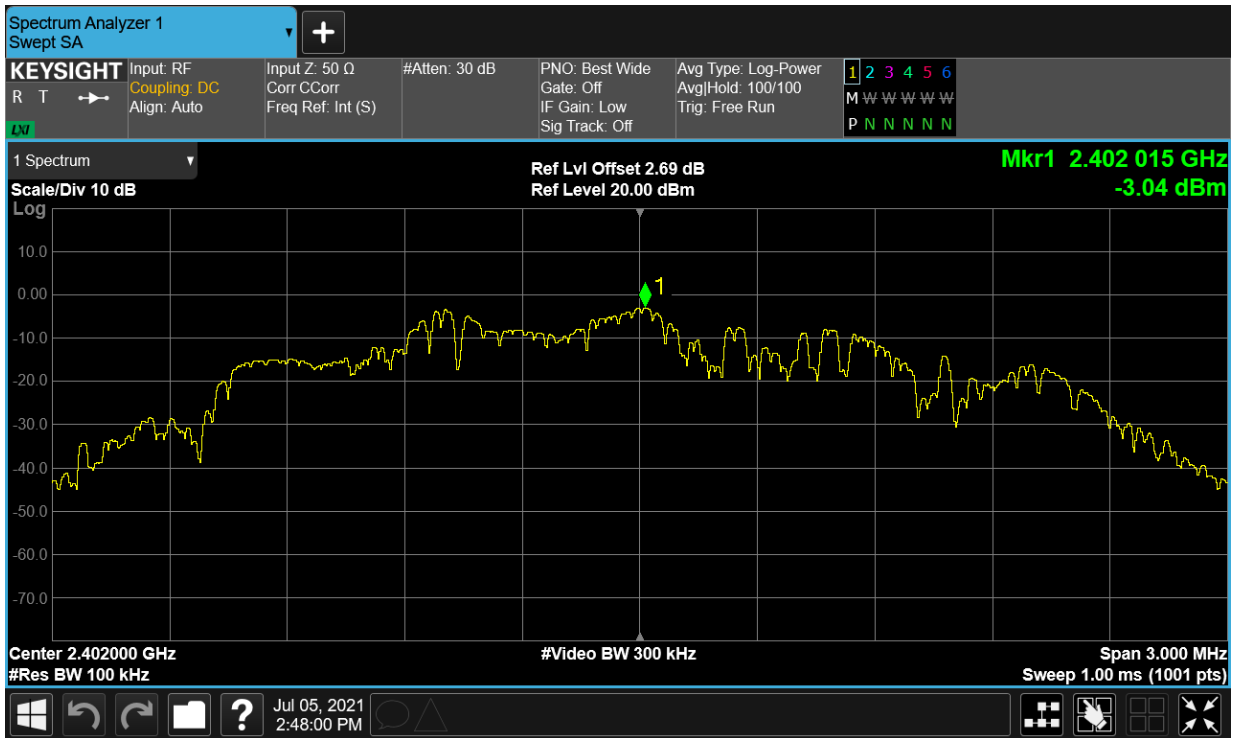 Spectrum Analyzer 1
Swept SA
+
KEYSIGHT
R T
LXI
Input: RF
Coupling: DC
Align: Auto
Input Z: 50 Ω
Corr CCorr
Freq Ref: Int (S)
#Atten: 30 dB
PNO: Best Wide
Gate: Off
IF Gain: Low
Sig Track: Off
Avg Type: Log-Power
Avg|Hold: 100/100
Trig: Free Run
1 2 3 4 5 6
M W W W W W W
P N N N N N N
1 Spectrum
Scale/Div 10 dB
Log
Ref Lvl Offset 2.69 dB
Ref Level 20.00 dBm
Mkr1 2.402 015 GHz
-3.04 dBm
10.0
0.00
-10.0
-20.0
-30.0
-40.0
-50.0
-60.0
-70.0
1
Center 2.402000 GHz
#Res BW 100 kHz
#Video BW 300 kHz
Span 3.000 MHz
Sweep 1.00 ms (1001 pts)
?
Jul 05, 2021
2:48:00 PM